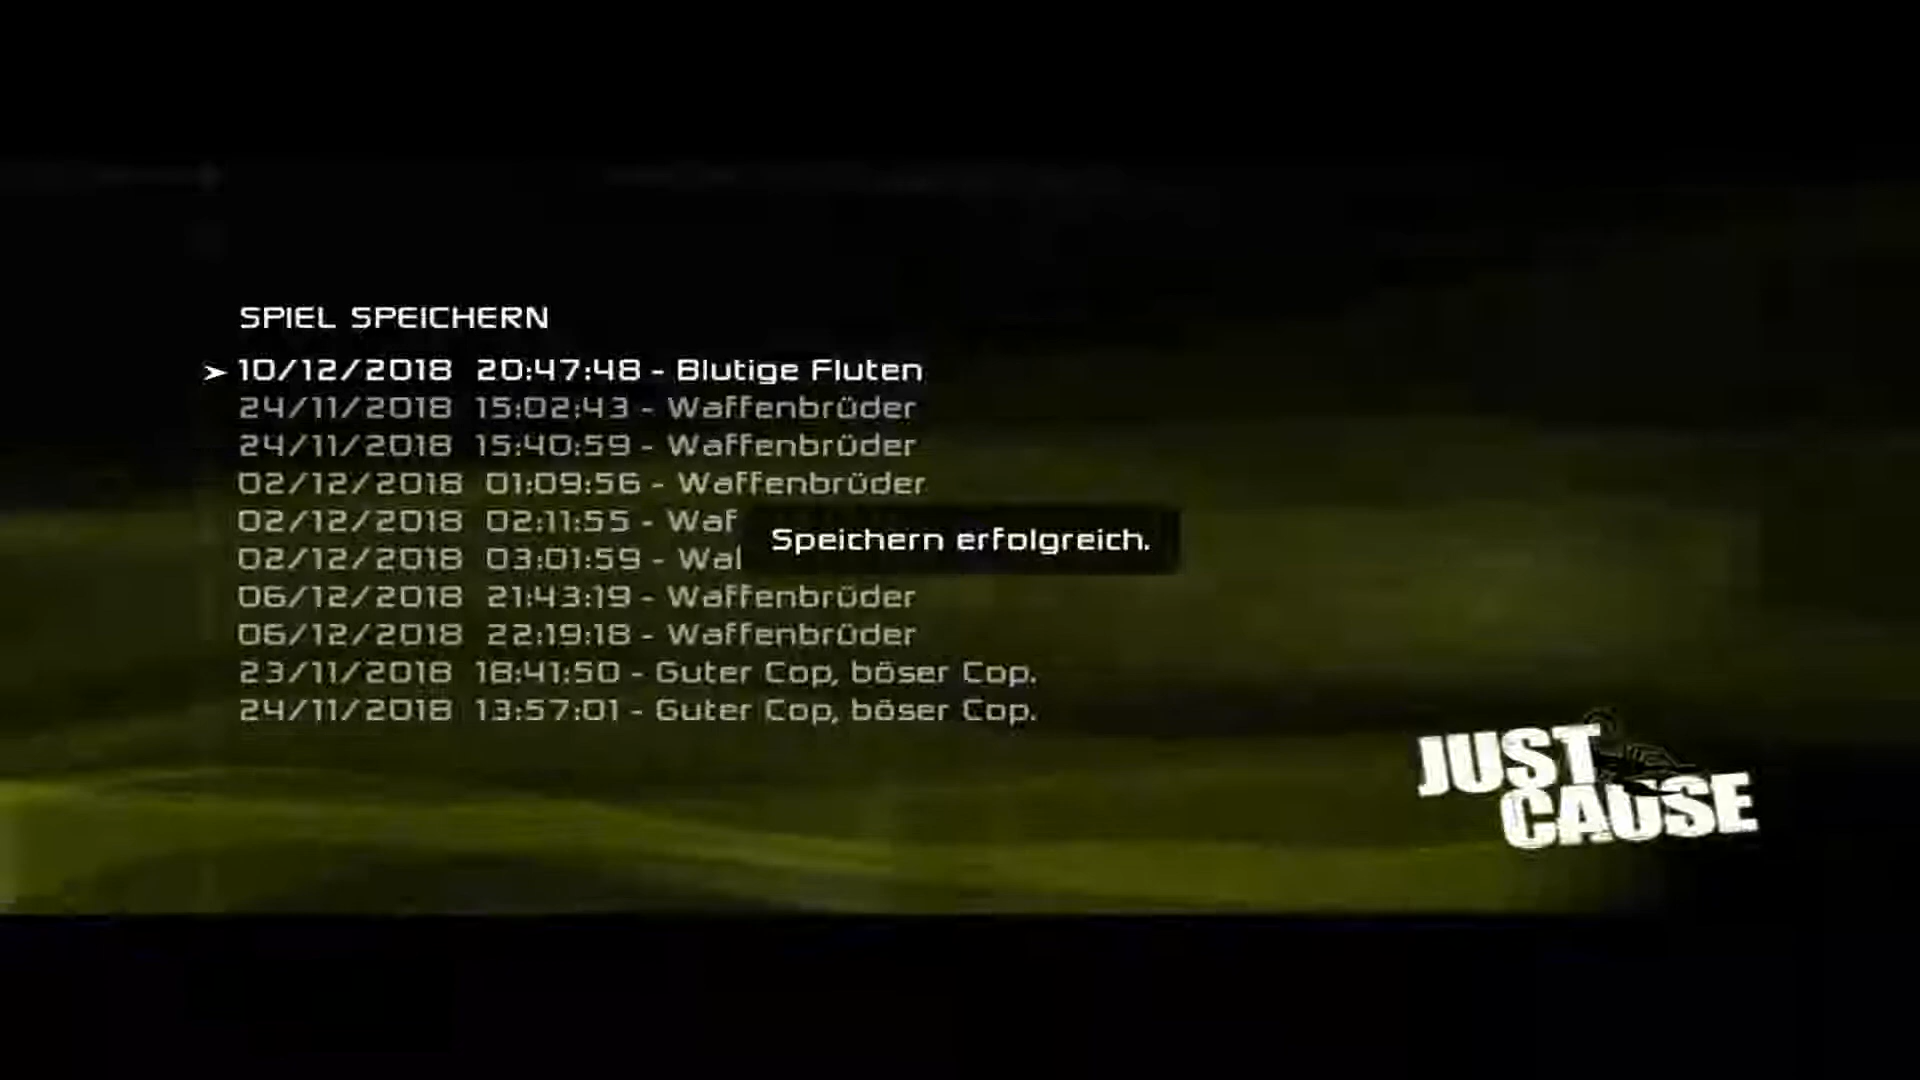 SPIEL SPEICHERN
➤ 10/12/2018 20:47:48 - Blutige Fluten
24/11/2018 15:02:43 - Waffenbrüder
24/11/2018 15:40:59 - Waffenbrüder
02/12/2018 01:09:56 - Waffenbrüder
02/12/2018 02:11:55 - Waf
02/12/2018 03:01:59 - Wa
Speichern erfolgreich.
06/12/2018 21:43:19 - Waffenbrüder
06/12/2018 22:19:18 - Waffenbrüder
23/11/2018 18:41:50 - Guter Cop, böser Cop.
24/11/2018 13:57:01 - Guter Cop, böser Cop.
JUST
CAUSE